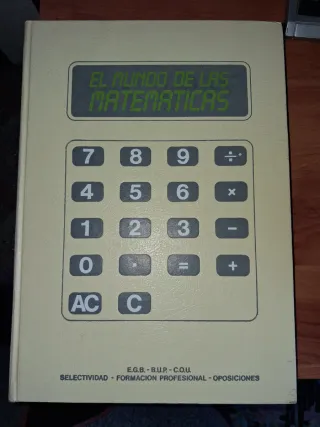 EL MUNDO DE LAS
MATEMATICAS
7 8 9 ÷
4 5 6 ×
1 2 3 −
0 · = +
AC C
E.G.B. - B.U.P. - C.O.U.
SELECTIVIDAD - FORMACION PROFESIONAL - OPOSICIONES